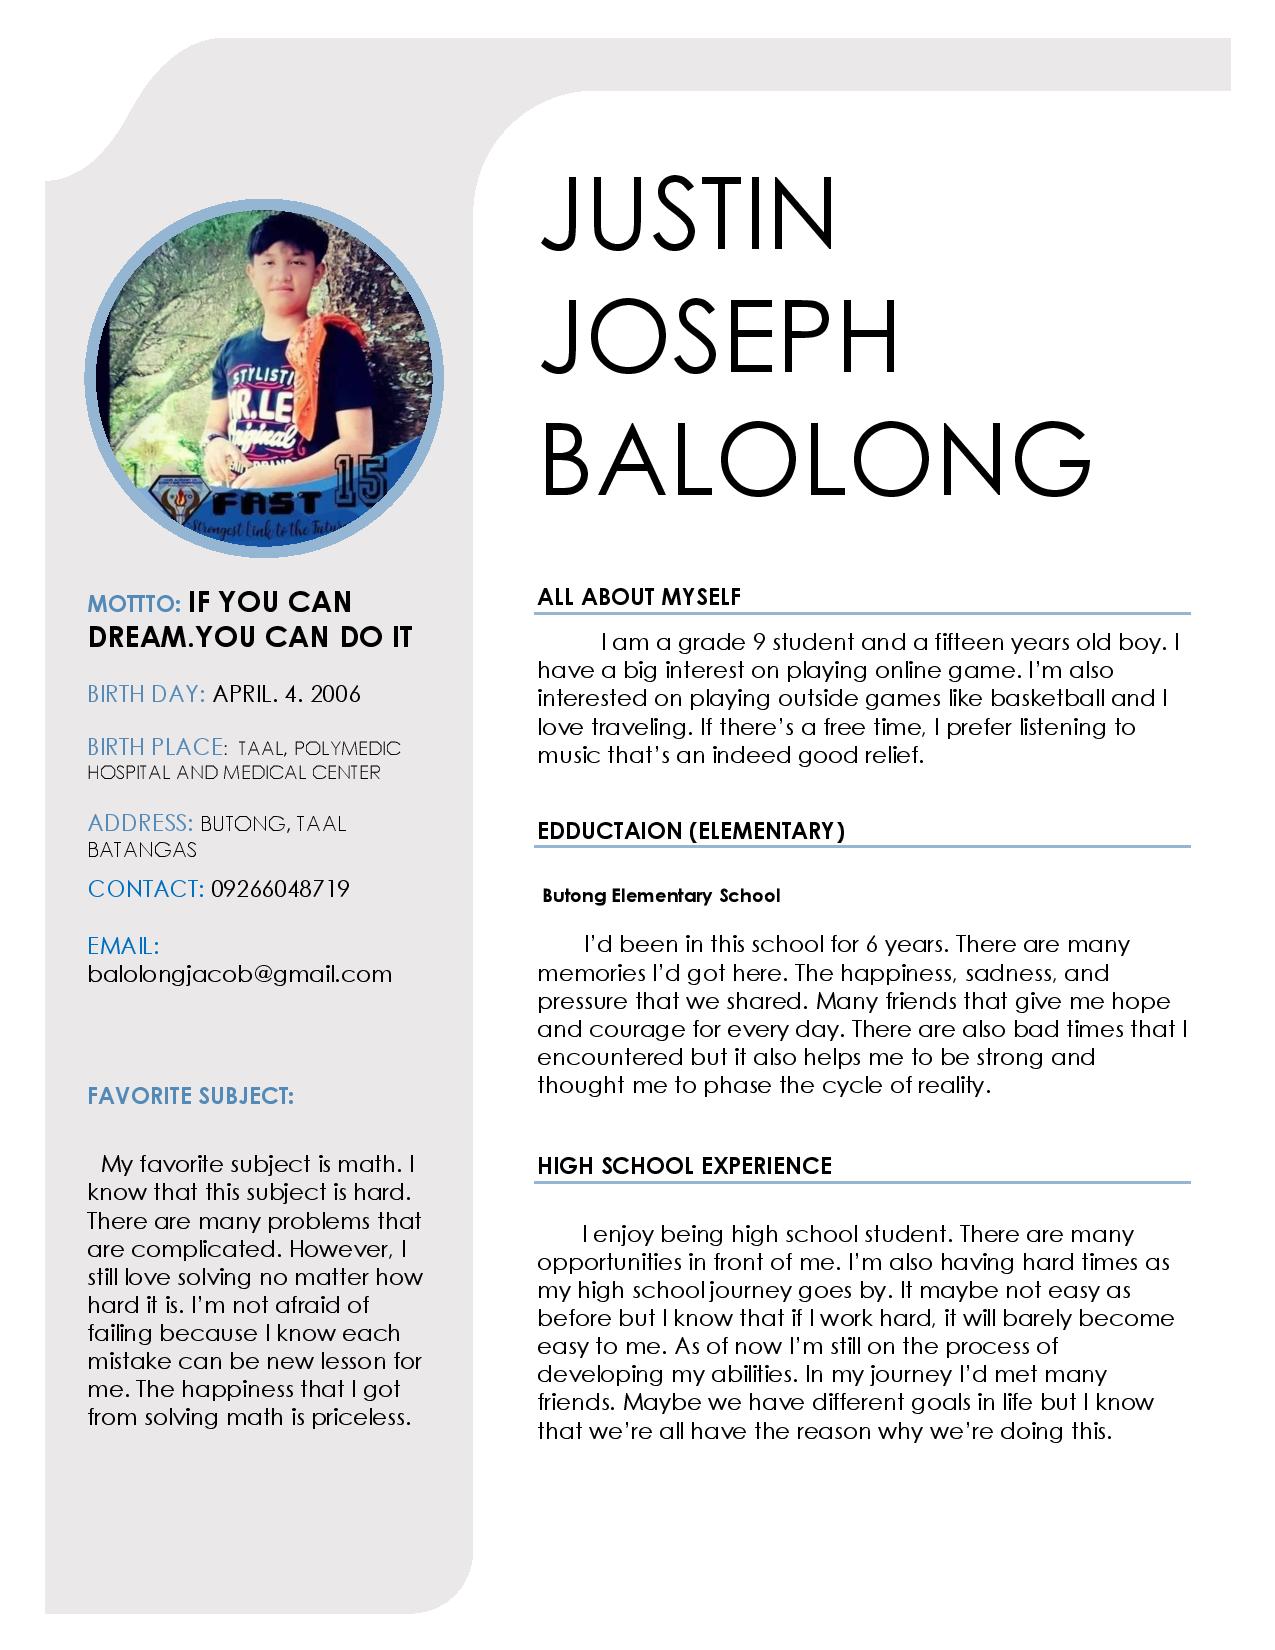 JUSTIN
JOSEPH
BALOLONG
STYLISTI
MR.LE
Original
FAST 15
Strongest Link to the Futur
MOTTTO: IF YOU CAN
DREAM.YOU CAN DO IT
BIRTH DAY: APRIL. 4. 2006
BIRTH PLACE: TAAL, POLYMEDIC
HOSPITAL AND MEDICAL CENTER
ADDRESS: BUTONG, TAAL
BATANGAS
CONTACT: 09266048719
EMAIL:
balolongjacob@gmail.com
FAVORITE SUBJECT:
My favorite subject is math. I
know that this subject is hard.
There are many problems that
are complicated. However, I
still love solving no matter how
hard it is. I’m not afraid of
failing because I know each
mistake can be new lesson for
me. The happiness that I got
from solving math is priceless.
ALL ABOUT MYSELF
I am a grade 9 student and a fifteen years old boy. I
have a big interest on playing online game. I’m also
interested on playing outside games like basketball and I
love traveling. If there’s a free time, I prefer listening to
music that’s an indeed good relief.
EDDUCTAION (ELEMENTARY)
Butong Elementary School
I’d been in this school for 6 years. There are many
memories I’d got here. The happiness, sadness, and
pressure that we shared. Many friends that give me hope
and courage for every day. There are also bad times that I
encountered but it also helps me to be strong and
thought me to phase the cycle of reality.
HIGH SCHOOL EXPERIENCE
I enjoy being high school student. There are many
opportunities in front of me. I’m also having hard times as
my high school journey goes by. It maybe not easy as
before but I know that if I work hard, it will barely become
easy to me. As of now I’m still on the process of
developing my abilities. In my journey I’d met many
friends. Maybe we have different goals in life but I know
that we’re all have the reason why we’re doing this.